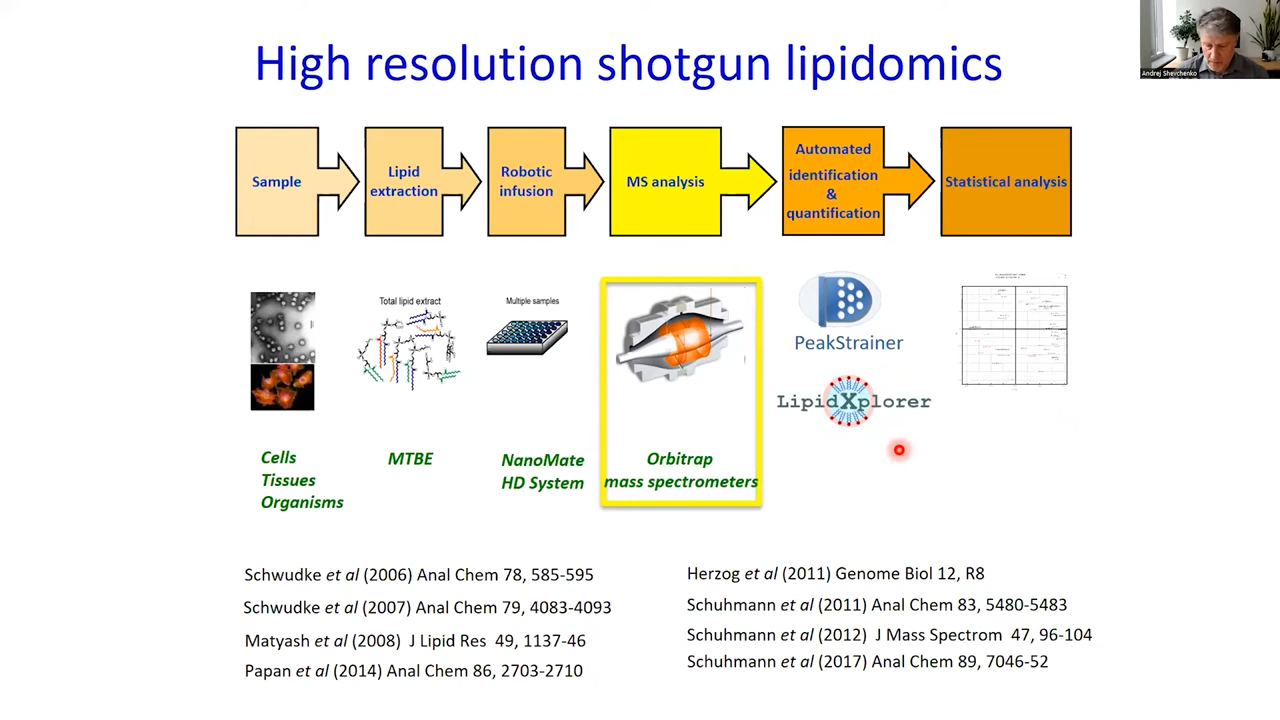 High resolution shotgun lipidomics
Andrej Shevchenko
Sample
Lipid
extraction
Robotic
infusion
MS analysis
Automated
identification
&
quantification
Statistical analysis
Total lipid extract
Multiple samples
PeakStrainer
LipidXplorer
Cells
Tissues
Organisms
MTBE
NanoMate
HD System
Orbitrap
mass spectrometers
Schwudke et al (2006) Anal Chem 78, 585-595
Schwudke et al (2007) Anal Chem 79, 4083-4093
Matyash et al (2008) J Lipid Res 49, 1137-46
Papan et al (2014) Anal Chem 86, 2703-2710
Herzog et al (2011) Genome Biol 12, R8
Schuhmann et al (2011) Anal Chem 83, 5480-5483
Schuhmann et al (2012) J Mass Spectrom 47, 96-104
Schuhmann et al (2017) Anal Chem 89, 7046-52